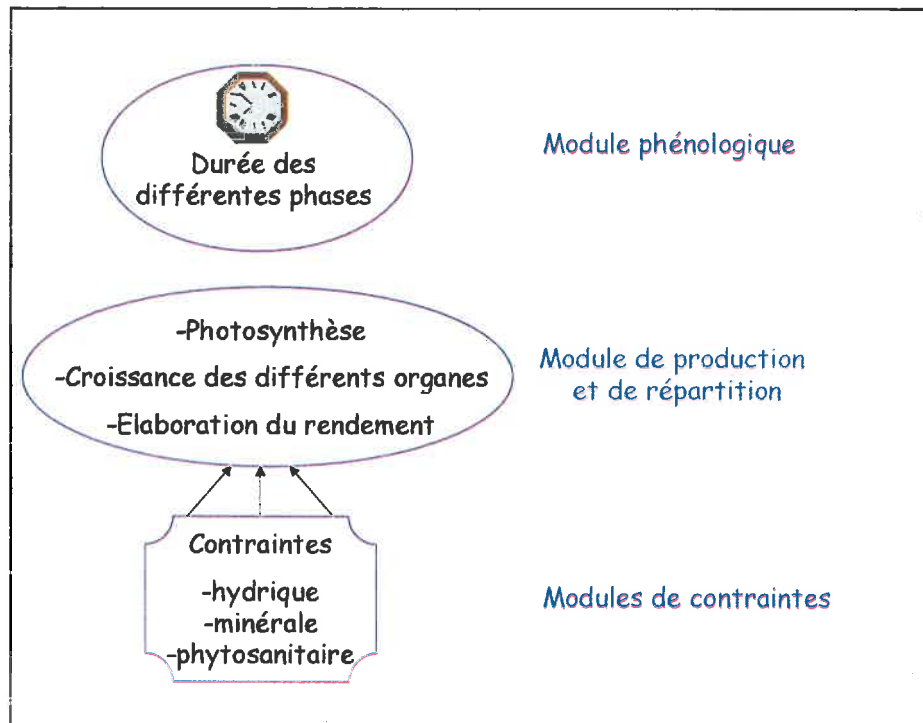 Durée des
différentes phases
Module phénologique
-Photosynthèse
-Croissance des différents organes
-Elaboration du rendement
Module de production
et de répartition
Contraintes
-hydrique
-minérale
-phytosanitaire
Modules de contraintes